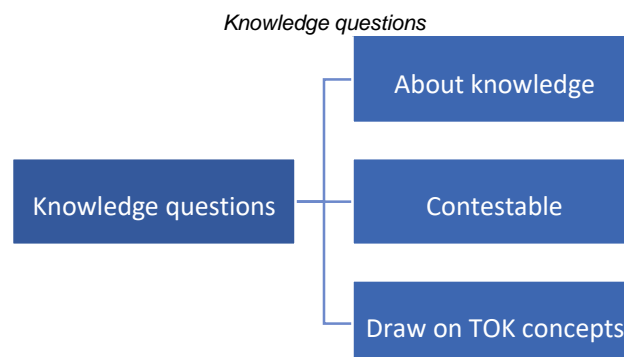 Knowledge questions
About knowledge
Knowledge questions
Contestable
Draw on TOK concepts